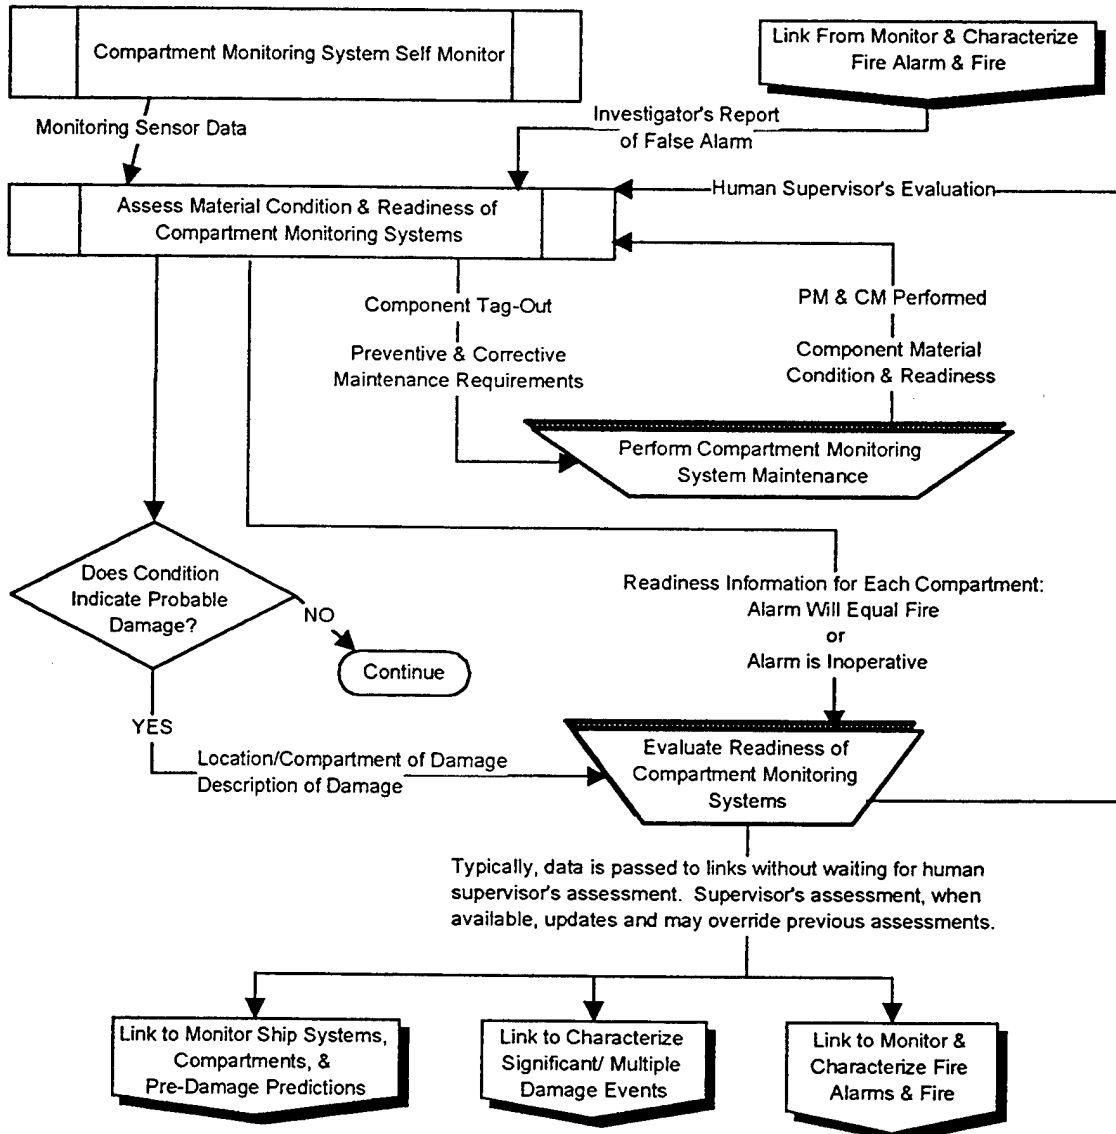 Compartment Monitoring System Self Monitor
Link From Monitor & Characterize
Fire Alarm & Fire
Monitoring Sensor Data
Investigator's Report
of False Alarm
Human Supervisor's Evaluation
Assess Material Condition & Readiness of
Compartment Monitoring Systems
Component Tag-Out
Preventive & Corrective
Maintenance Requirements
PM & CM Performed
Component Material
Condition & Readiness
Perform Compartment Monitoring
System Maintenance
Does Condition
Indicate Probable
Damage?
NO
Continue
Readiness Information for Each Compartment:
Alarm Will Equal Fire
or
Alarm is Inoperative
YES
Location/Compartment of Damage
Description of Damage
Evaluate Readiness of
Compartment Monitoring
Systems
Typically, data is passed to links without waiting for human
supervisor's assessment. Supervisor's assessment, when
available, updates and may override previous assessments.
Link to Monitor Ship Systems,
Compartments, &
Pre-Damage Predictions
Link to Characterize
Significant/ Multiple
Damage Events
Link to Monitor &
Characterize Fire
Alarms & Fire